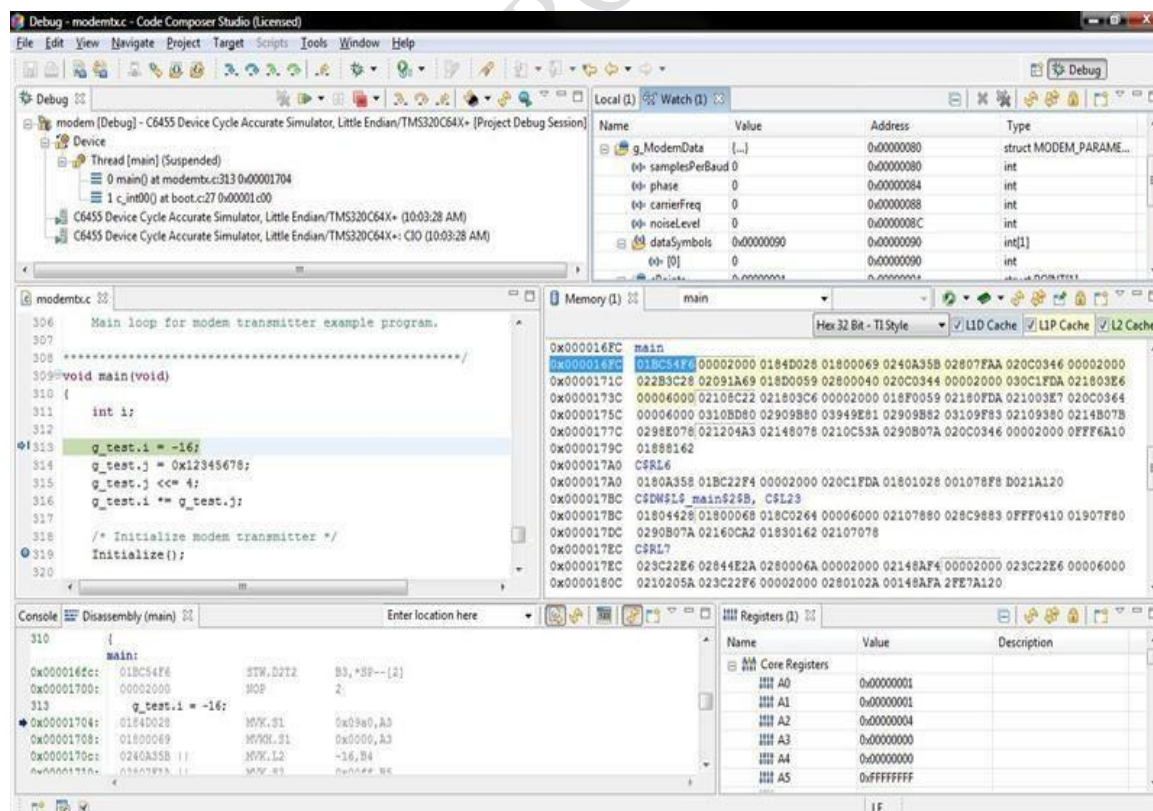 Debug - modemtx.c - Code Composer Studio (Licensed)
File Edit View Navigate Project Target Scripts Tools Window Help
Debug
Debug
modem [Debug] - C6455 Device Cycle Accurate Simulator, Little Endian/TMS320C64X+ [Project Debug Session]
Device
Thread [main] (Suspended)
0 main() at modemtx.c:313 0x00001704
1 c_int00() at boot.c:27 0x00001c00
C6455 Device Cycle Accurate Simulator, Little Endian/TMS320C64X+ (10:03:28 AM)
C6455 Device Cycle Accurate Simulator, Little Endian/TMS320C64X+: CIO (10:03:28 AM)
Local (1) Watch (1)
Name Value Address Type
g_ModemData {...} 0x00000080 struct MODEM_PARAME...
(x)= samplesPerBaud 0 0x00000080 int
(x)= phase 0 0x00000084 int
(x)= carrierFreq 0 0x00000088 int
(x)= noiseLevel 0 0x0000008C int
dataSymbols 0x00000090 0x00000090 int[1]
(x)= [0] 0 0x00000090 int
modemtx.c
306 Main loop for modem transmitter example program.
307
308 *******************************************************/
309 void main(void)
310 {
311 int i;
312
313 g_test.i = -16;
314 g_test.j = 0x12345678;
315 g_test.j <<= 4;
316 g_test.i *= g_test.j;
317
318 /* Initialize modem transmitter */
319 Initialize();
320
Memory (1) main
Hex 32 Bit - TI Style L1D Cache L1P Cache L2 Cache
0x000016FC main
0x000016FC 01BC54F6 00002000 0184D028 01800069 0240A35B 02807FAA 020C0346 00002000
0x0000171C 022B3C28 02091A69 018D0059 02800040 020C0344 00002000 030C1FDA 021803E6
0x0000173C 00006000 02108C22 021803C6 00002000 018F0059 02180FDA 021003E7 020C0364
0x0000175C 00006000 0310BD80 02909B80 03949E81 02909B82 03109F83 02109380 0214B07B
0x0000177C 0298E078 021204A3 02148078 0210C53A 0290B07A 020C0346 00002000 0FFF6A10
0x0000179C 01888162
0x000017A0 C$RL6
0x000017A0 0180A358 01BC22F4 00002000 020C1FDA 01801028 001078F8 D021A120
0x000017BC C$DW$L$_main$2$B, C$L23
0x000017BC 01804428 01800068 018C0264 00006000 02107880 028C9883 0FFF0410 01907F80
0x000017DC 0290B07A 02160CA2 01830162 02107078
0x000017EC C$RL7
0x000017EC 023C22E6 02844E2A 0280006A 00002000 02148AF4 00002000 023C22E6 00006000
0x0000180C 0210205A 023C22F6 00002000 0280102A 00148AFA 2FE7A120
Console Disassembly (main) Enter location here
310 {
main:
0x000016fc: 01BC54F6 STW.D2T2 B3,*SP--[2]
0x00001700: 00002000 NOP 2
313 g_test.i = -16;
0x00001704: 0184D028 MVK.S1 0x09a0,A3
0x00001708: 01800069 MVKH.S1 0x0000,A3
0x0000170c: 0240A35B || MVK.L2 -16,B4
Registers (1)
Name Value Description
Core Registers
A0 0x00000001
A1 0x00000001
A2 0x00000004
A3 0x00000000
A4 0x00000000
A5 0xFFFFFFFF
LE